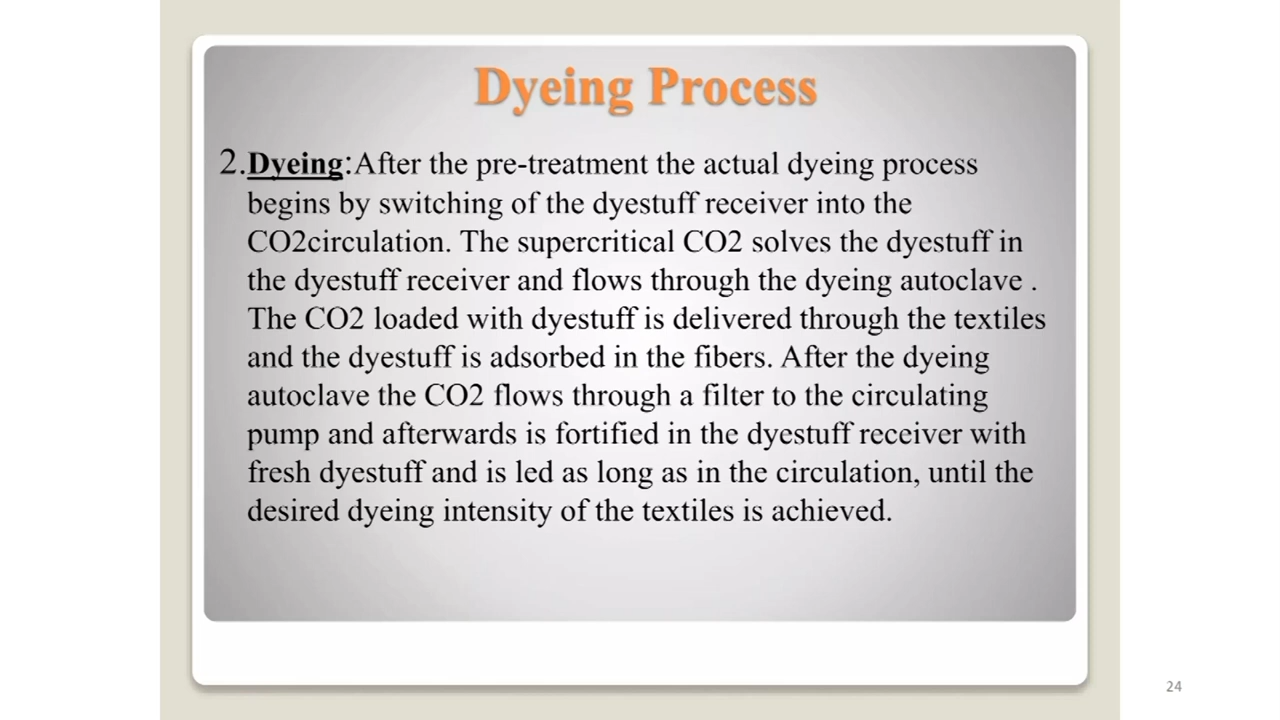 Dyeing Process
2.Dyeing:After the pre-treatment the actual dyeing process
begins by switching of the dyestuff receiver into the
CO2circulation. The supercritical CO2 solves the dyestuff in
the dyestuff receiver and flows through the dyeing autoclave .
The CO2 loaded with dyestuff is delivered through the textiles
and the dyestuff is adsorbed in the fibers. After the dyeing
autoclave the CO2 flows through a filter to the circulating
pump and afterwards is fortified in the dyestuff receiver with
fresh dyestuff and is led as long as in the circulation, until the
desired dyeing intensity of the textiles is achieved.
24